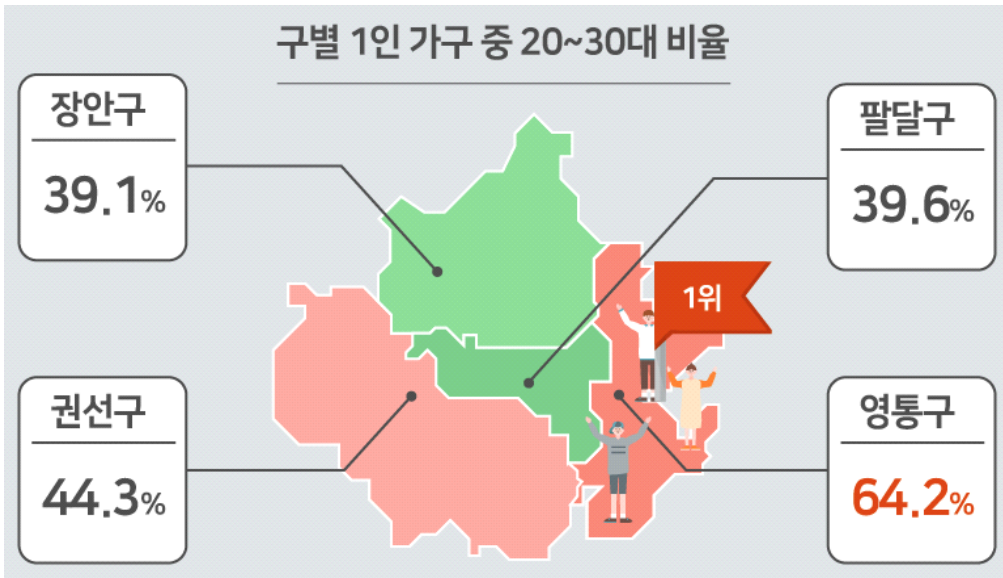 구별 1인 가구 중 20~30대 비율
장안구
39.1%
팔달구
39.6%
1위
권선구
44.3%
영통구
64.2%